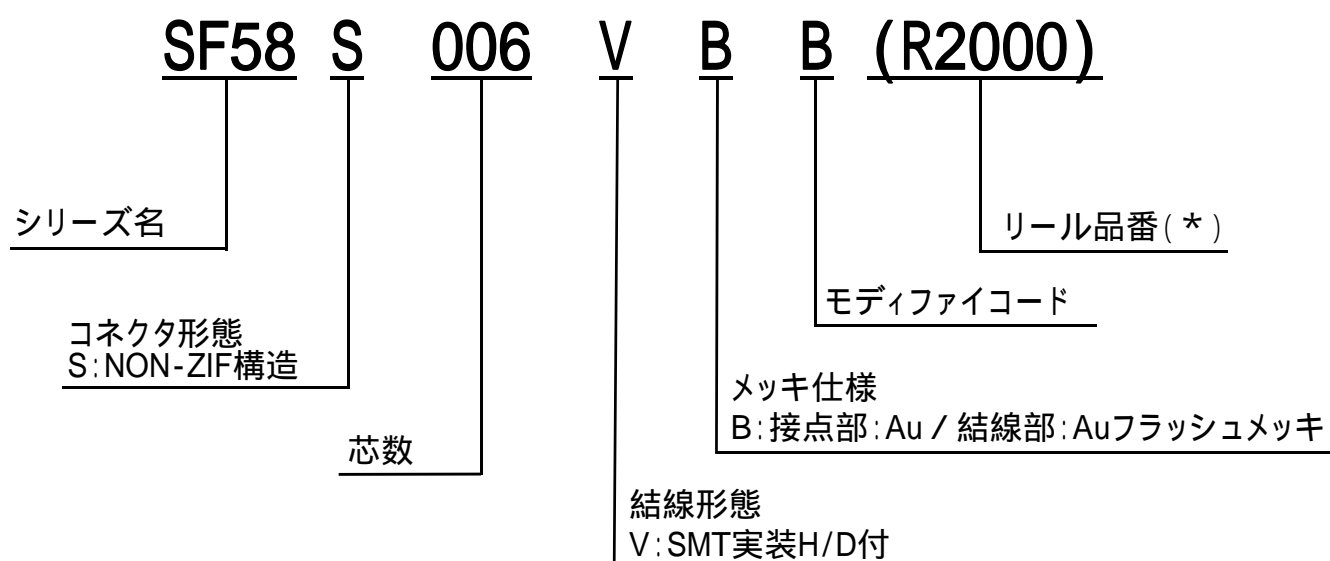 SF58 S 006 V B B (R2000)
シリーズ名
リール品番(*)
モディファイコード
コネクタ形態
S:NON-ZIF構造
メッキ仕様
B:接点部:Au/結線部:Auフラッシュメッキ
芯数
結線形態
V:SMT実装H/D付